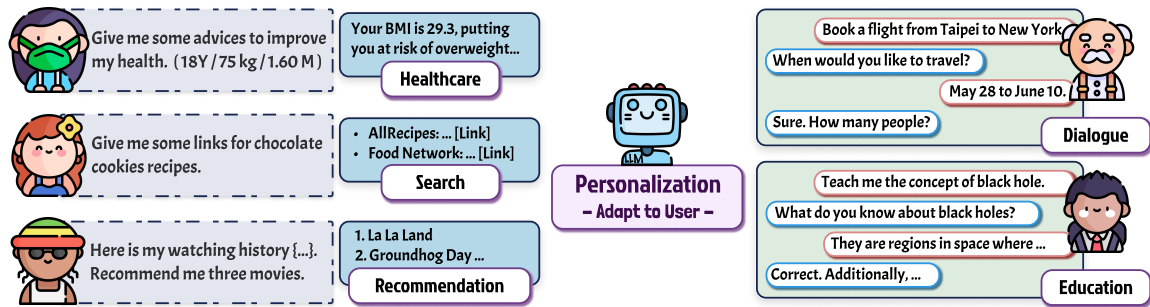 Give me some advices to improve
my health. ( 18Y / 75 kg / 1.60 M )
Your BMI is 29.3, putting
you at risk of overweight...
Healthcare
Give me some links for chocolate
cookies recipes.
• AllRecipes: ... [Link]
• Food Network: ... [Link]
Search
Here is my watching history {...}.
Recommend me three movies.
1. La La Land
2. Groundhog Day ...
Recommendation
LLM
Personalization
– Adapt to User –
Book a flight from Taipei to New York.
When would you like to travel?
May 28 to June 10.
Sure. How many people?
Dialogue
Teach me the concept of black hole.
What do you know about black holes?
They are regions in space where ...
Correct. Additionally, ...
Education